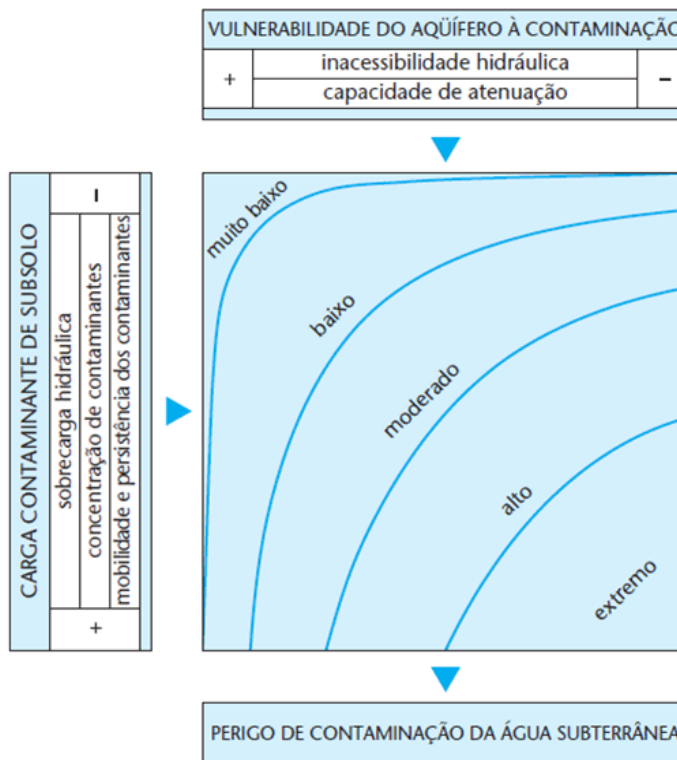 VULNERABILIDADE DO AQÜÍFERO À CONTAMINAÇÃO
+
inacessibilidade hidráulica
capacidade de atenuação
–
CARGA CONTAMINANTE DE SUBSOLO
–
sobrecarga hidráulica
concentração de contaminantes
mobilidade e persistência dos contaminantes
+
muito baixo
baixo
moderado
alto
extremo
PERIGO DE CONTAMINAÇÃO DA ÁGUA SUBTERRÂNEA